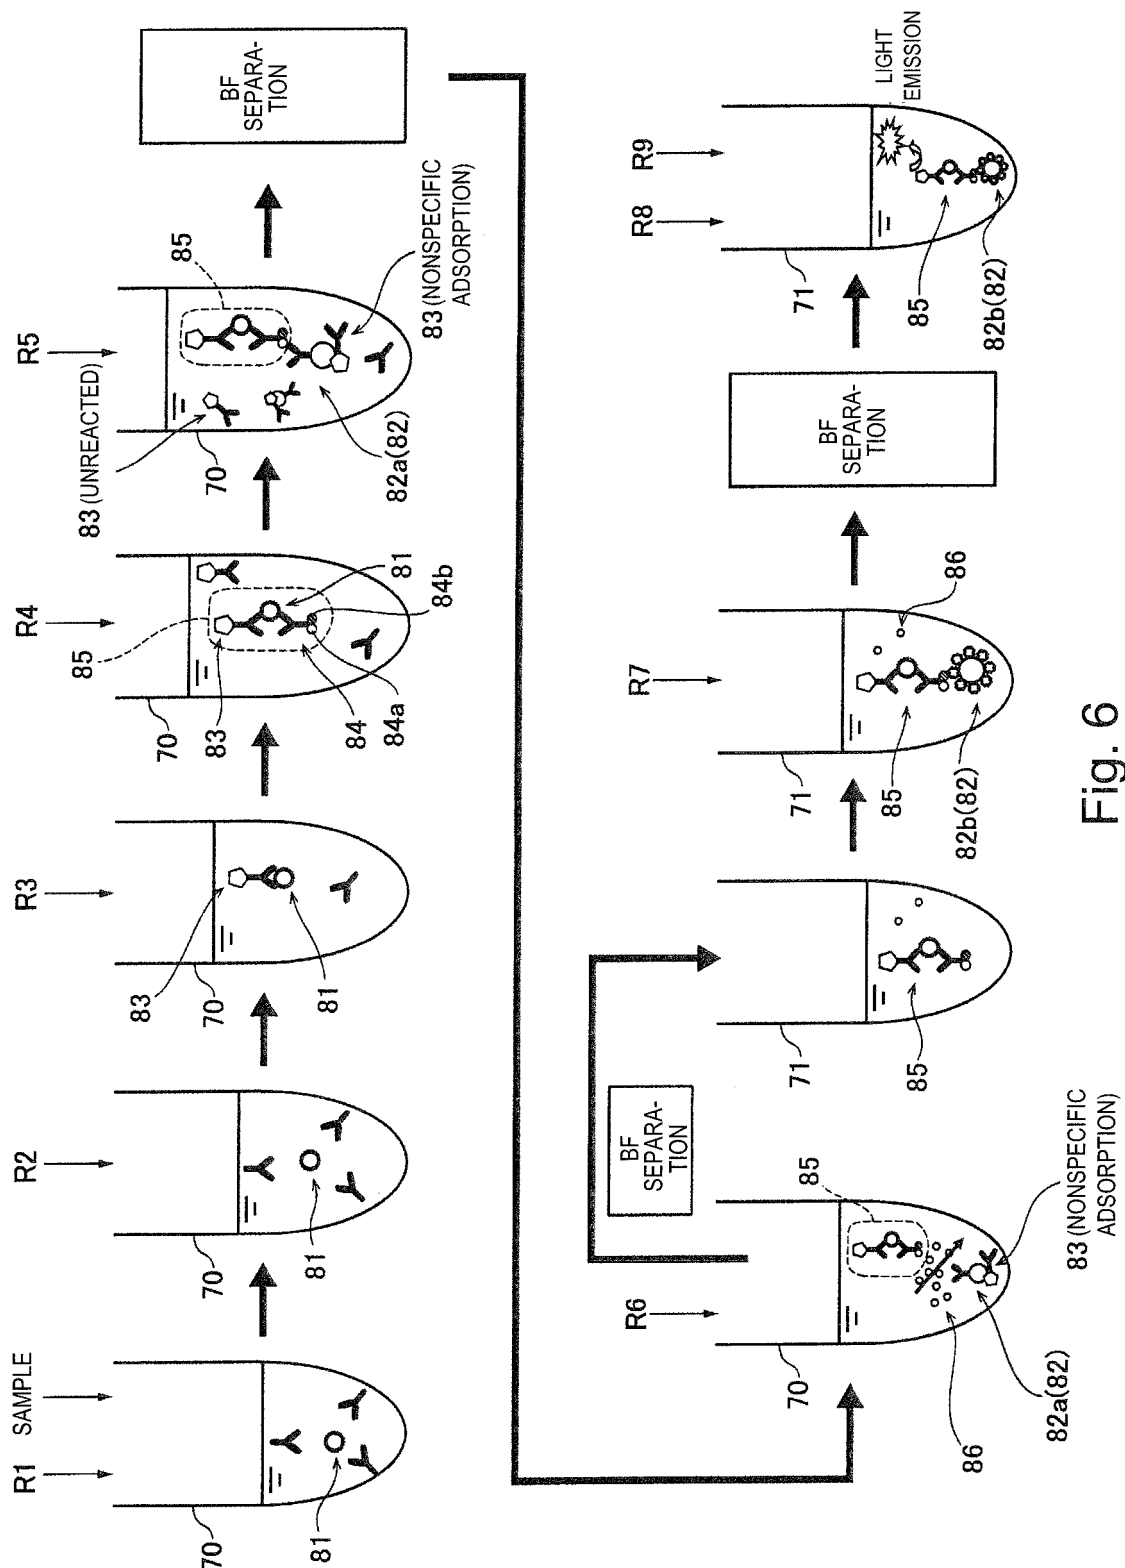 R1
SAMPLE
R2
R3
R4
R5
70
81
70
81
70
83
81
70
85
83
84
84a
84b
81
83 (UNREACTED)
70
82a(82)
85
83 (NONSPECIFIC
ADSORPTION)
BF
SEPARA-
TION
R6
70
86
82a(82)
85
83 (NONSPECIFIC
ADSORPTION)
BF
SEPARA-
TION
71
85
R7
71
85
82b(82)
86
BF
SEPARA-
TION
R8
R9
71
85
82b(82)
LIGHT
EMISSION
Fig. 6